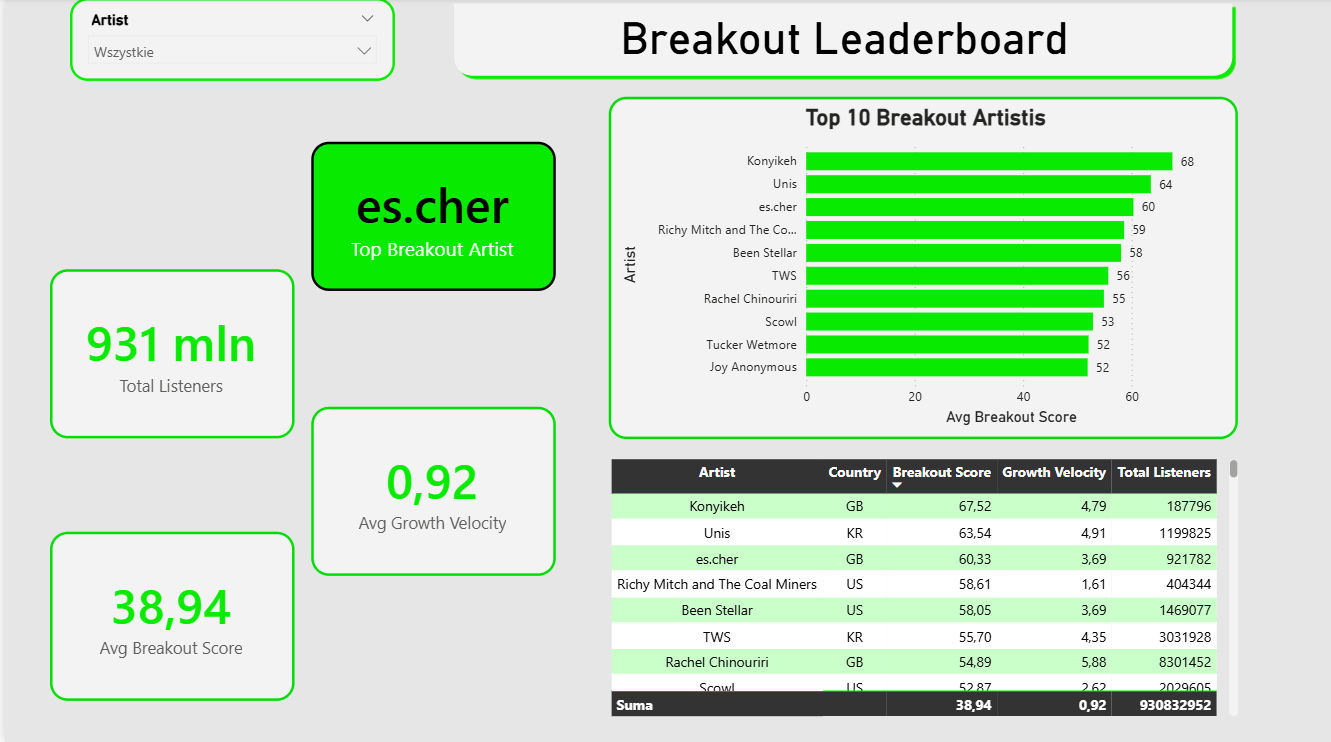 Artist
Wszystkie
Breakout Leaderboard
es.cher
Top Breakout Artist
931 mln
Total Listeners
0,92
Avg Growth Velocity
38,94
Avg Breakout Score
Top 10 Breakout Artistis
Artist
Konyikeh 68
Unis 64
es.cher 60
Richy Mitch and The Co... 59
Been Stellar 58
TWS 56
Rachel Chinouriri 55
Scowl 53
Tucker Wetmore 52
Joy Anonymous 52
0 20 40 60
Avg Breakout Score
Artist Country Breakout Score Growth Velocity Total Listeners
Konyikeh GB 67,52 4,79 187796
Unis KR 63,54 4,91 1199825
es.cher GB 60,33 3,69 921782
Richy Mitch and The Coal Miners US 58,61 1,61 404344
Been Stellar US 58,05 3,69 1469077
TWS KR 55,70 4,35 3031928
Rachel Chinouriri GB 54,89 5,88 8301452
Scowl US 52,87 2,62 2029605
Suma 38,94 0,92 930832952